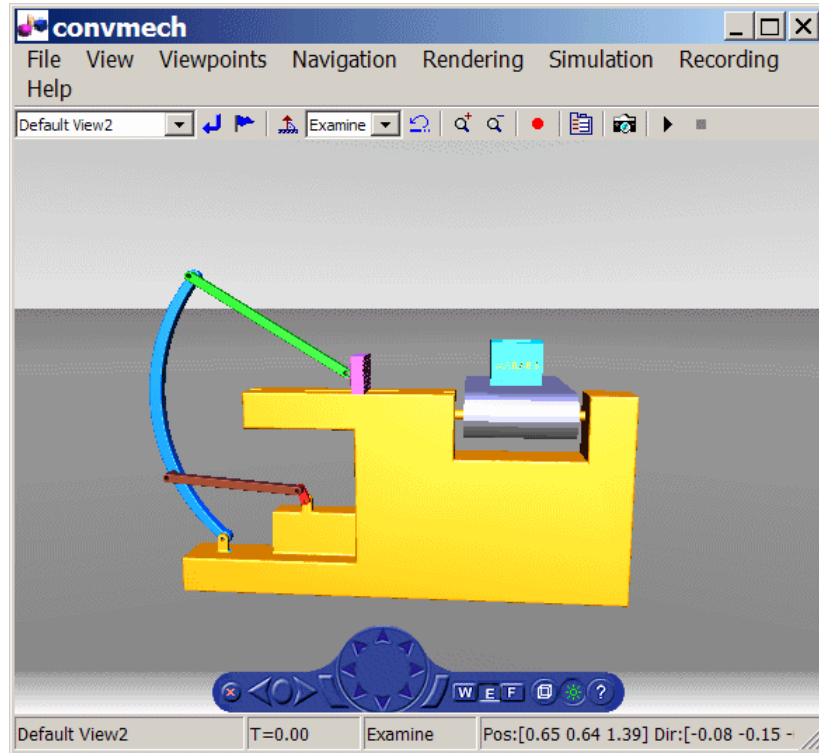 convmech
File View Viewpoints Navigation Rendering Simulation Recording
Help
Default View2 Examine
W E F ?
Default View2 T=0.00 Examine Pos:[0.65 0.64 1.39] Dir:[-0.08 -0.15 -